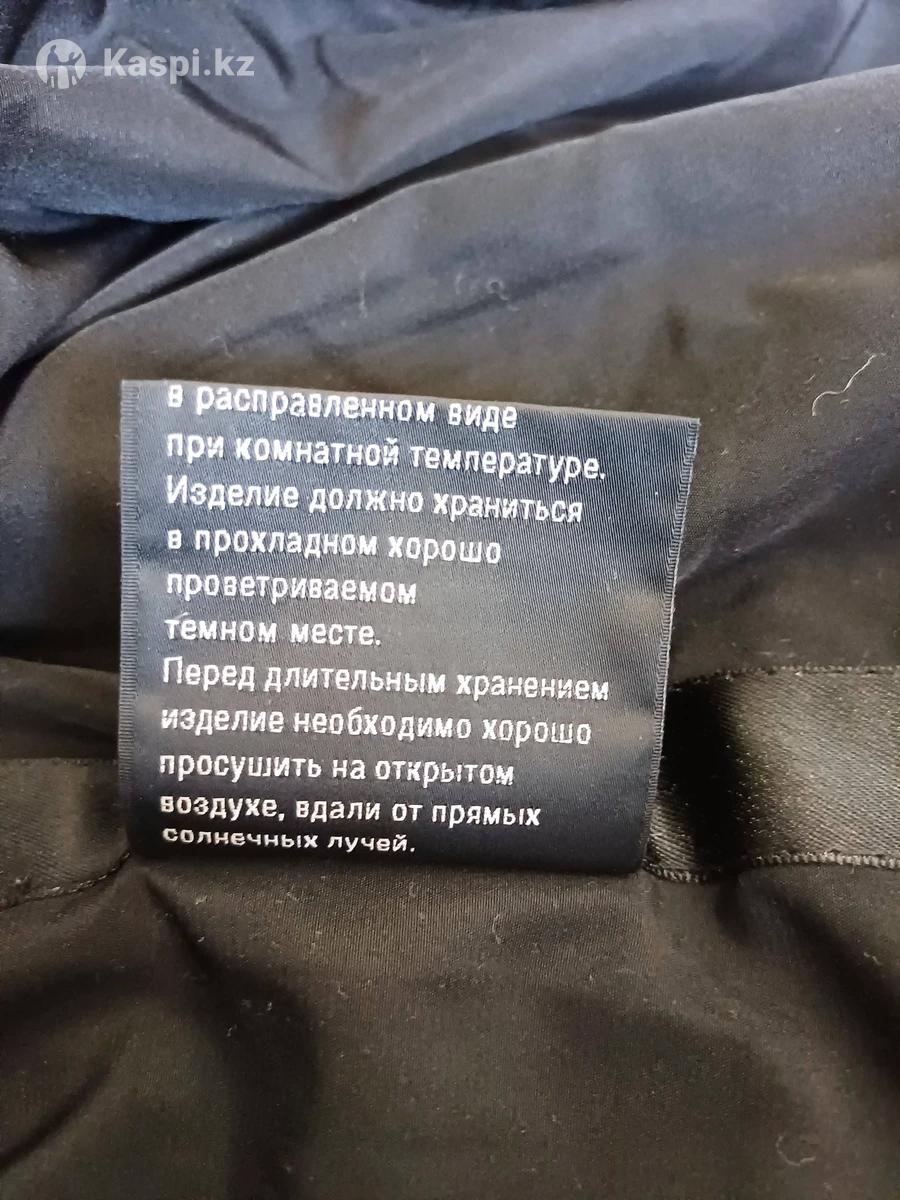 Kaspi.kz
в расправленном виде
при комнатной температуре.
Изделие должно храниться
в прохладном хорошо
проветриваемом
темном месте.
Перед длительным хранением
изделие необходимо хорошо
просушить на открытом
воздухе, вдали от прямых
солнечных лучей.